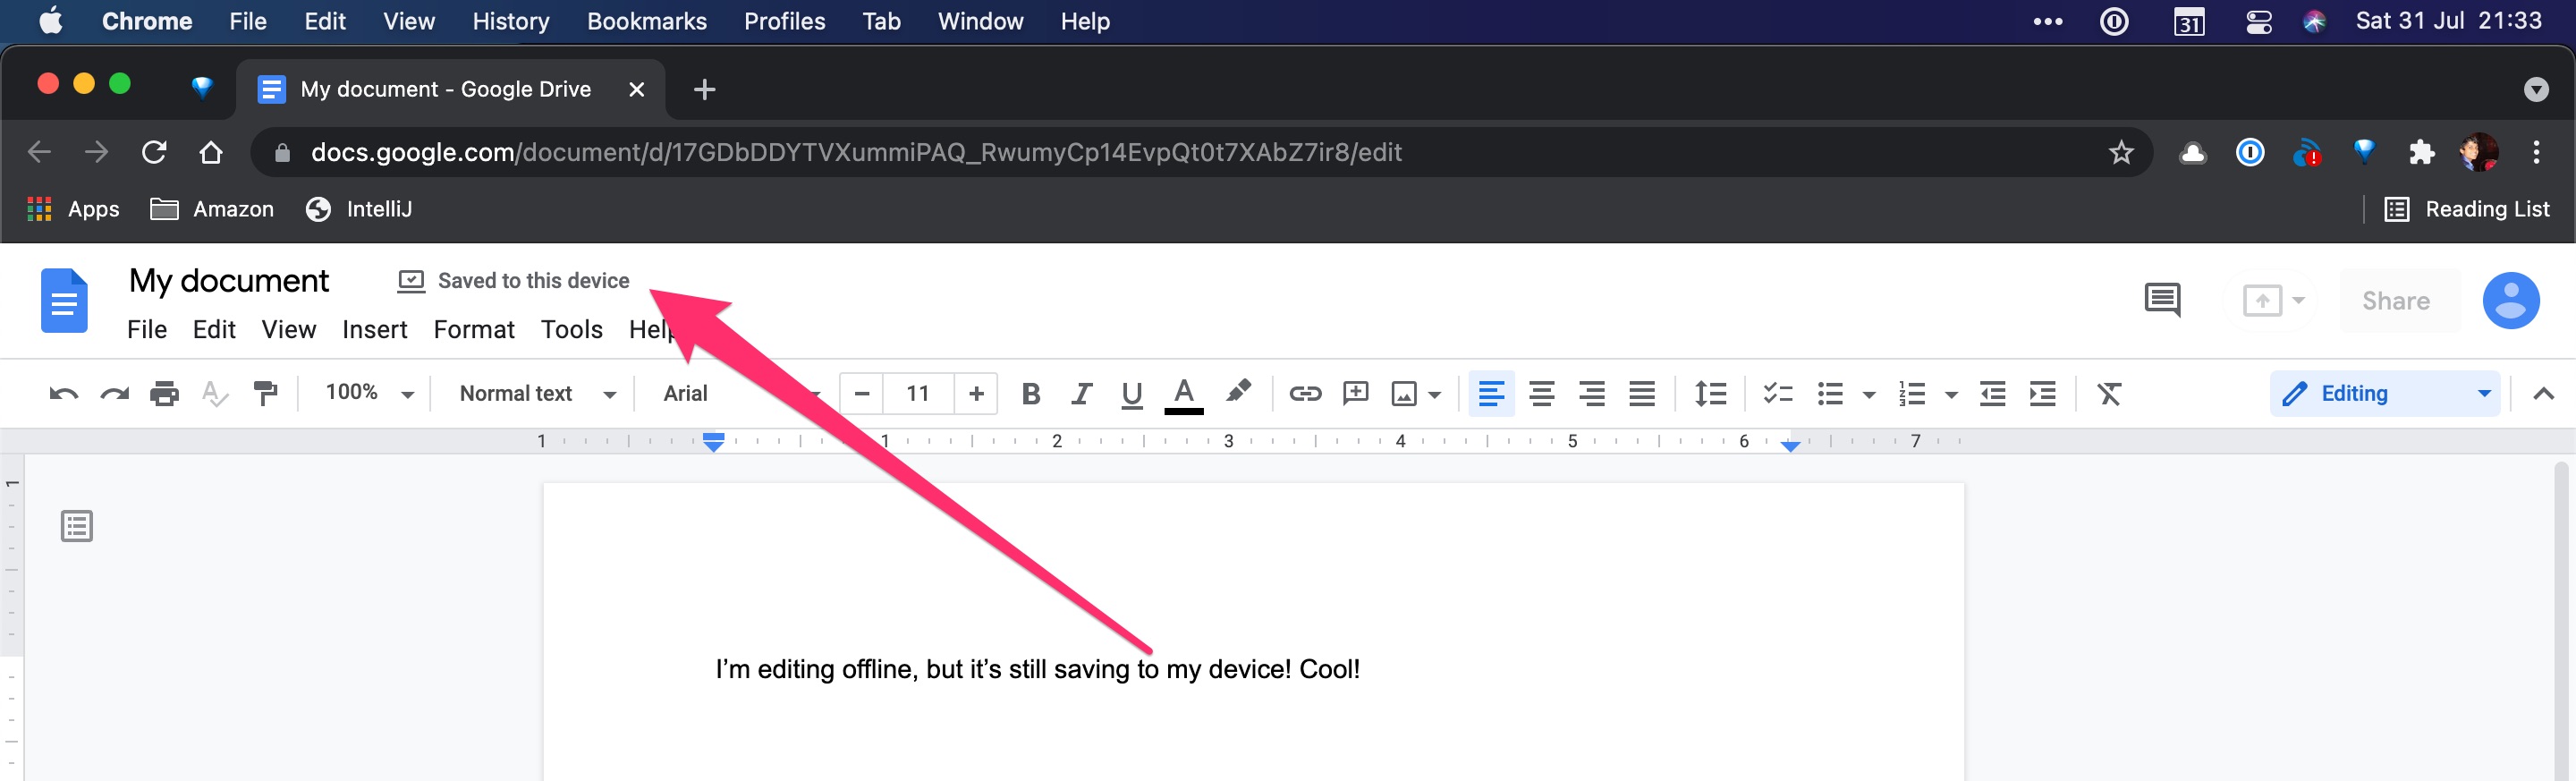 Chrome File Edit View History Bookmarks Profiles Tab Window Help 31 Sat 31 Jul 21:33
My document - Google Drive
docs.google.com/document/d/17GDbDDYTVXummiPAQ_RwumyCp14EvpQt0t7XAbZ7ir8/edit
Apps Amazon IntelliJ Reading List
My document Saved to this device
File Edit View Insert Format Tools Help
Share
100% Normal text Arial 11 B I U A Editing
1 1 2 3 4 5 6 7
1
I’m editing offline, but it’s still saving to my device! Cool!